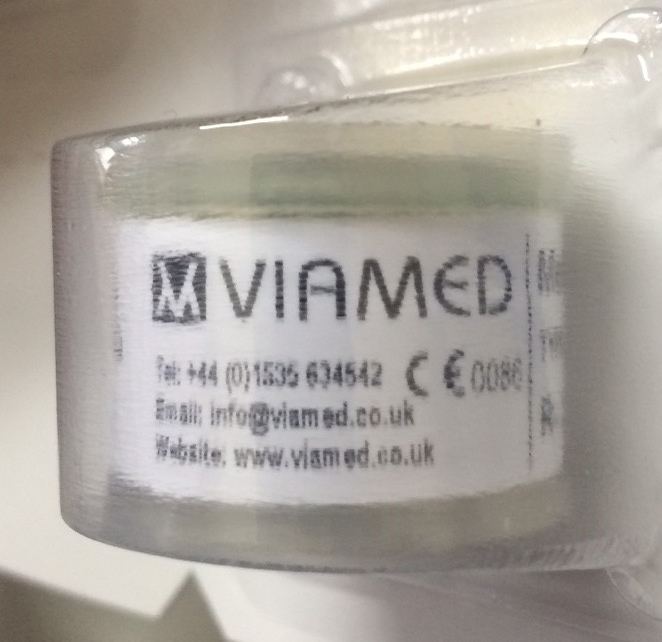 VIAMED
Tel: +44 (0)1535 634542
CE 0086
Email: info@viamed.co.uk
Website: www.viamed.co.uk